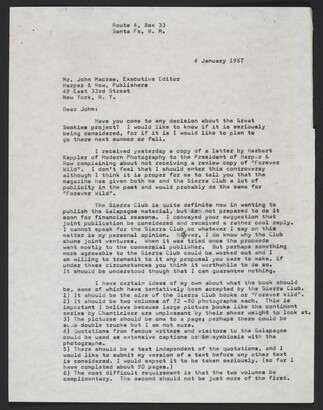 Route 4, Box 33
Santa Fe, N. M.
4 January 1967
Mr. John Macrae, Executive Editor
Harper & Row, Publishers
49 East 33rd Street
New York, N. Y.
Dear John:
Have you come to any decision about the Great
Smokies project? I would like to know if it is seriously
being considered, for if it is I would like to plan to
go there next summer or fall.
I received yesterday a copy of a letter by Herbert
Keppler of Modern Photography to the President of Harper &
Row complaining about not receiving a review copy of "Forever
Wild". I don't feel that I should enter this controversy
although I think it is proper for me to tell you that the
magazine has given both me and the Sierra Club a lot of
publicity in the past and would probably do the same for
"Forever Wild".
The Sierra Club is quite definite now in wanting to
publish the Galapagos material, but am not prepared to do it
soon for financial reasons. I conveyed your suggestion that
joint publication be considered and received a rather cool reply.
I cannot speak for the Sierra Club so whatever I say on this
matter is my personal opinion. However, I do know why the Club
shuns joint ventures. When it was tried once the proceeds
went mostly to the commercial publisher. But perhaps something
more agreeable to the Sierra Club could be worked out and I
am willing to transmit to it any proposal you care to make, if
under these circumstances you think it worthwhile to do so.
It should be understood though that I can guarantee nothing.
I have certain ideas of my own about what the book should
be, some of which have tentatively been accepted by the Sierra Club.
1) It should be the size of the Sierra Club books or "Forever Wild".
2) It should be two volumes of 72 -80 photographs each. This is
important I believe because large picture books like the continent
series by Chanticleer are unpleasant by their sheer weight to look at.
3) The pictures should be one to a page; perhaps there could be
some double trucks but I am not sure.
4) Quotations from famous writers and visitors to the Galapagos
could be used as extensive captions or in symbiosis with the
photographs.
5) There should be a text independent of the quotations, and I
would like to submit my version of a text before any other text
is considered. I would expect it to be taken seriously. (So far I
have completed about 90 pages.)
6) The most difficult requirement is that the two volumes be
complimentary. The second should not be just more of the first.